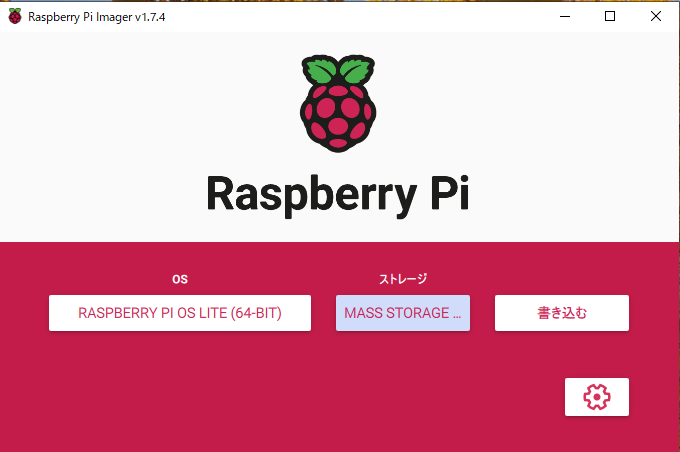 Raspberry Pi Imager v1.7.4
Raspberry Pi
OS
ストレージ
RASPBERRY PI OS LITE (64-BIT)
MASS STORAGE ...
書き込む